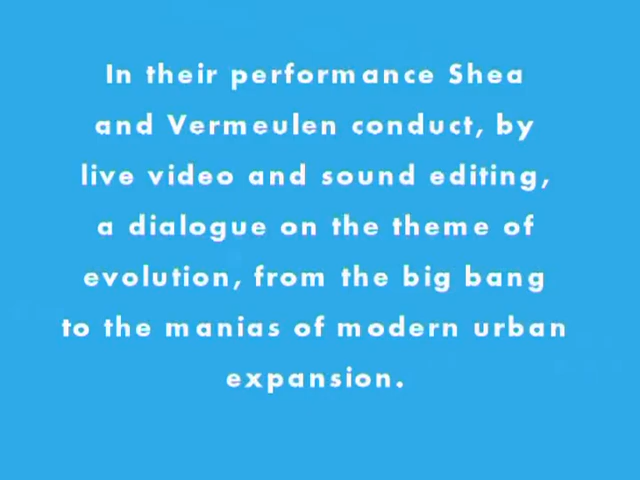 In their performance Shea
and Vermeulen conduct, by
live video and sound editing,
a dialogue on the theme of
evolution, from the big bang
to the manias of modern urban
expansion.